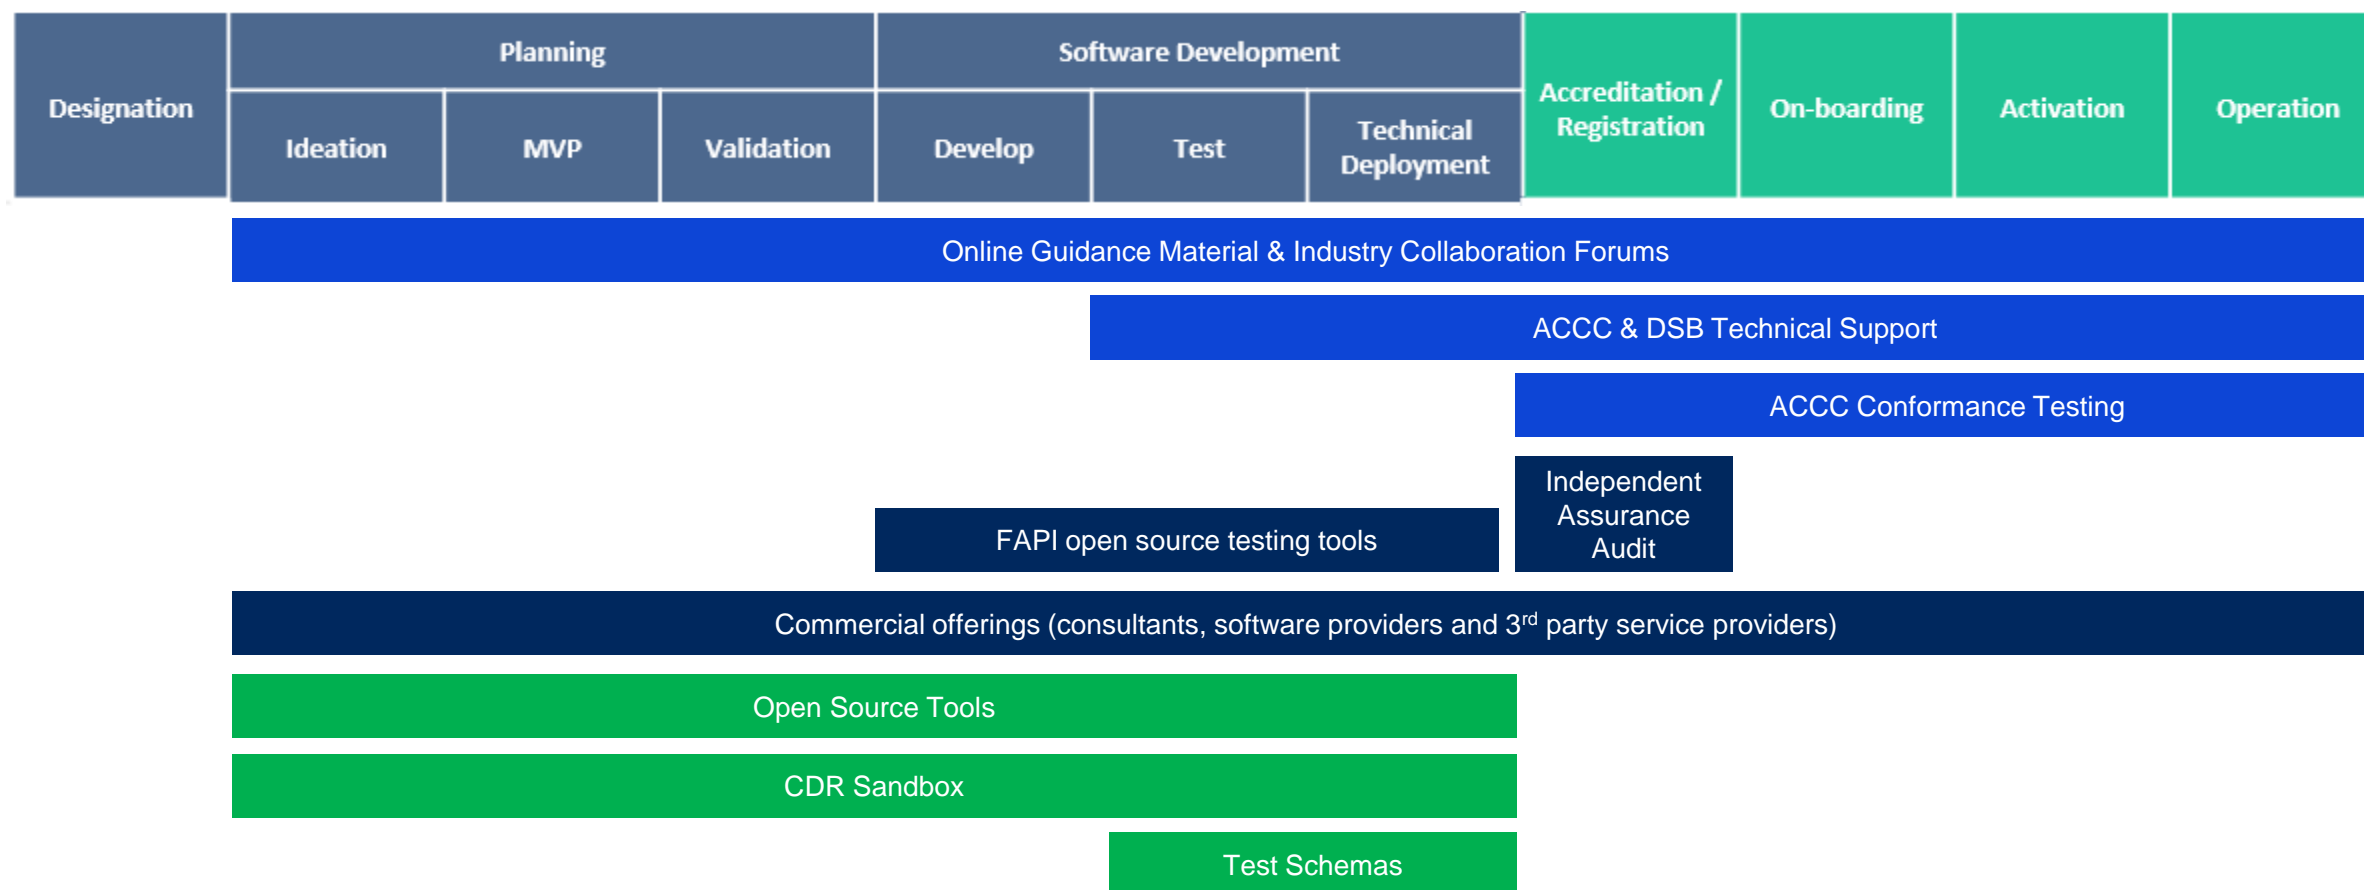 Planning
Software Development
Designation
Accreditation /
Registration
On-boarding
Activation
Operation
Ideation
MVP
Validation
Develop
Test
Technical
Deployment
Online Guidance Material & Industry Collaboration Forums
ACCC & DSB Technical Support
ACCC Conformance Testing
Independent
Assurance
Audit
FAPI open source testing tools
Commercial offerings (consultants, software providers and 3rd party service providers)
Open Source Tools
CDR Sandbox
Test Schemas